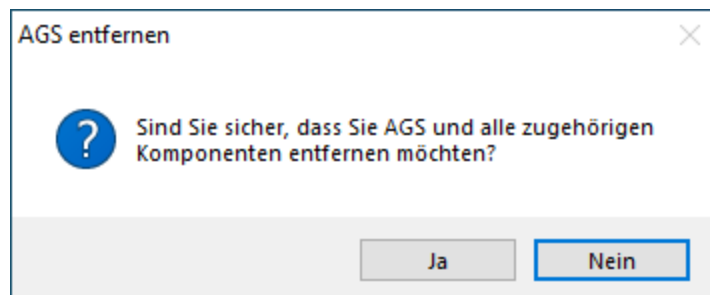 AGS entfernen
Sind Sie sicher, dass Sie AGS und alle zugehörigen
Komponenten entfernen möchten?
Ja
Nein